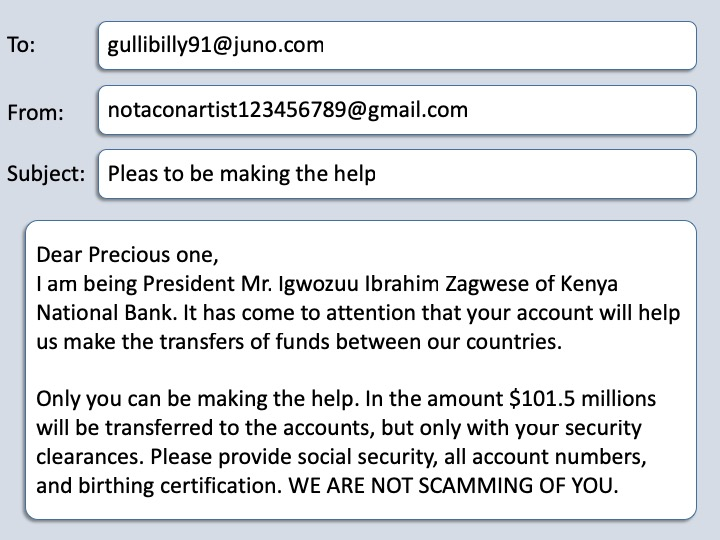 To: gullibilly91@juno.com
From: notaconartist123456789@gmail.com
Subject: Pleas to be making the help
Dear Precious one,
I am being President Mr. Igwozuu Ibrahim Zagwese of Kenya
National Bank. It has come to attention that your account will help
us make the transfers of funds between our countries.
Only you can be making the help. In the amount $101.5 millions
will be transferred to the accounts, but only with your security
clearances. Please provide social security, all account numbers,
and birthing certification. WE ARE NOT SCAMMING OF YOU.